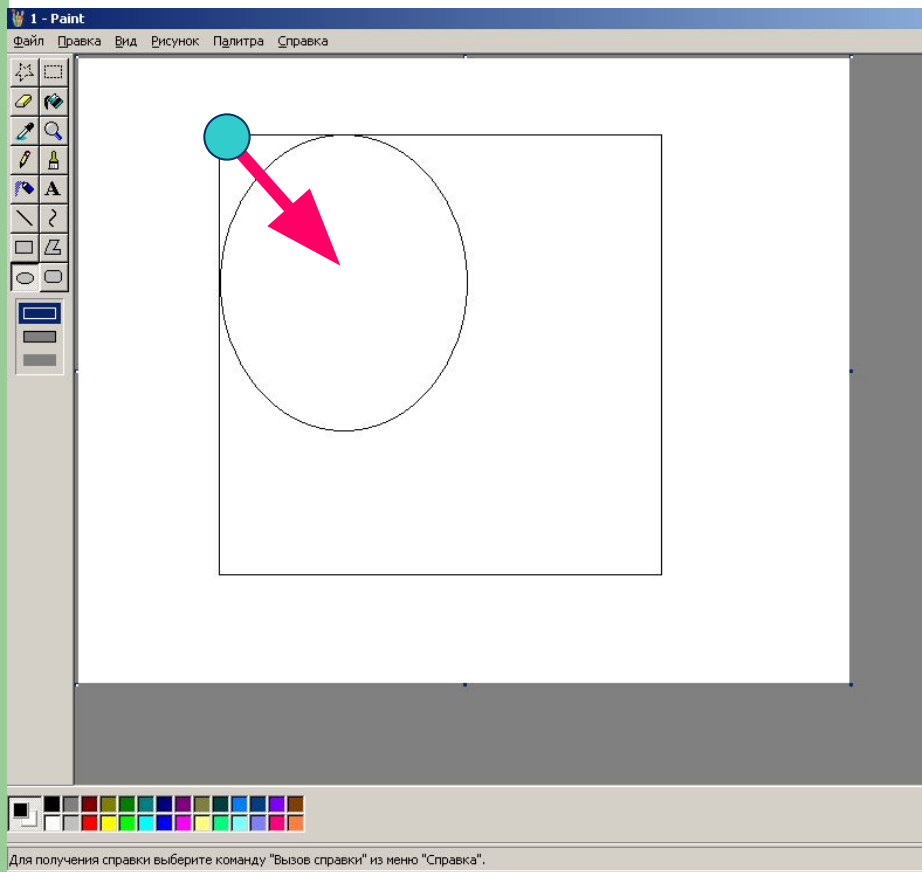 1 - Paint
Файл Правка Вид Рисунок Палитра Справка
A
Для получения справки выберите команду "Вызов справки" из меню "Справка".